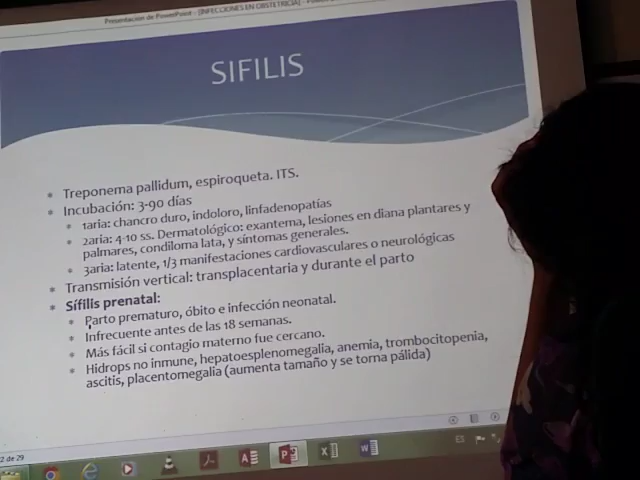 Presentación de PowerPoint - [INFECCIONES EN OBSTETRICIA] -
SIFILIS
Treponema pallidum, espiroqueta. ITS.
Incubación: 3-90 días
1aria: chancro duro, indoloro, linfadenopatías
2aria: 4-10 ss. Dermatológico: exantema, lesiones en diana plantares y
palmares, condiloma lata, y síntomas generales.
3aria: latente, 1/3 manifestaciones cardiovasculares o neurológicas
Transmisión vertical: transplacentaria y durante el parto
Sífilis prenatal:
Parto prematuro, óbito e infección neonatal.
Infrecuente antes de las 18 semanas.
Más fácil si contagio materno fue cercano.
Hidrops no inmune, hepatoesplenomegalia, anemia, trombocitopenia,
ascitis, placentomegalia (aumenta tamaño y se torna pálida)
2 de 29
ES